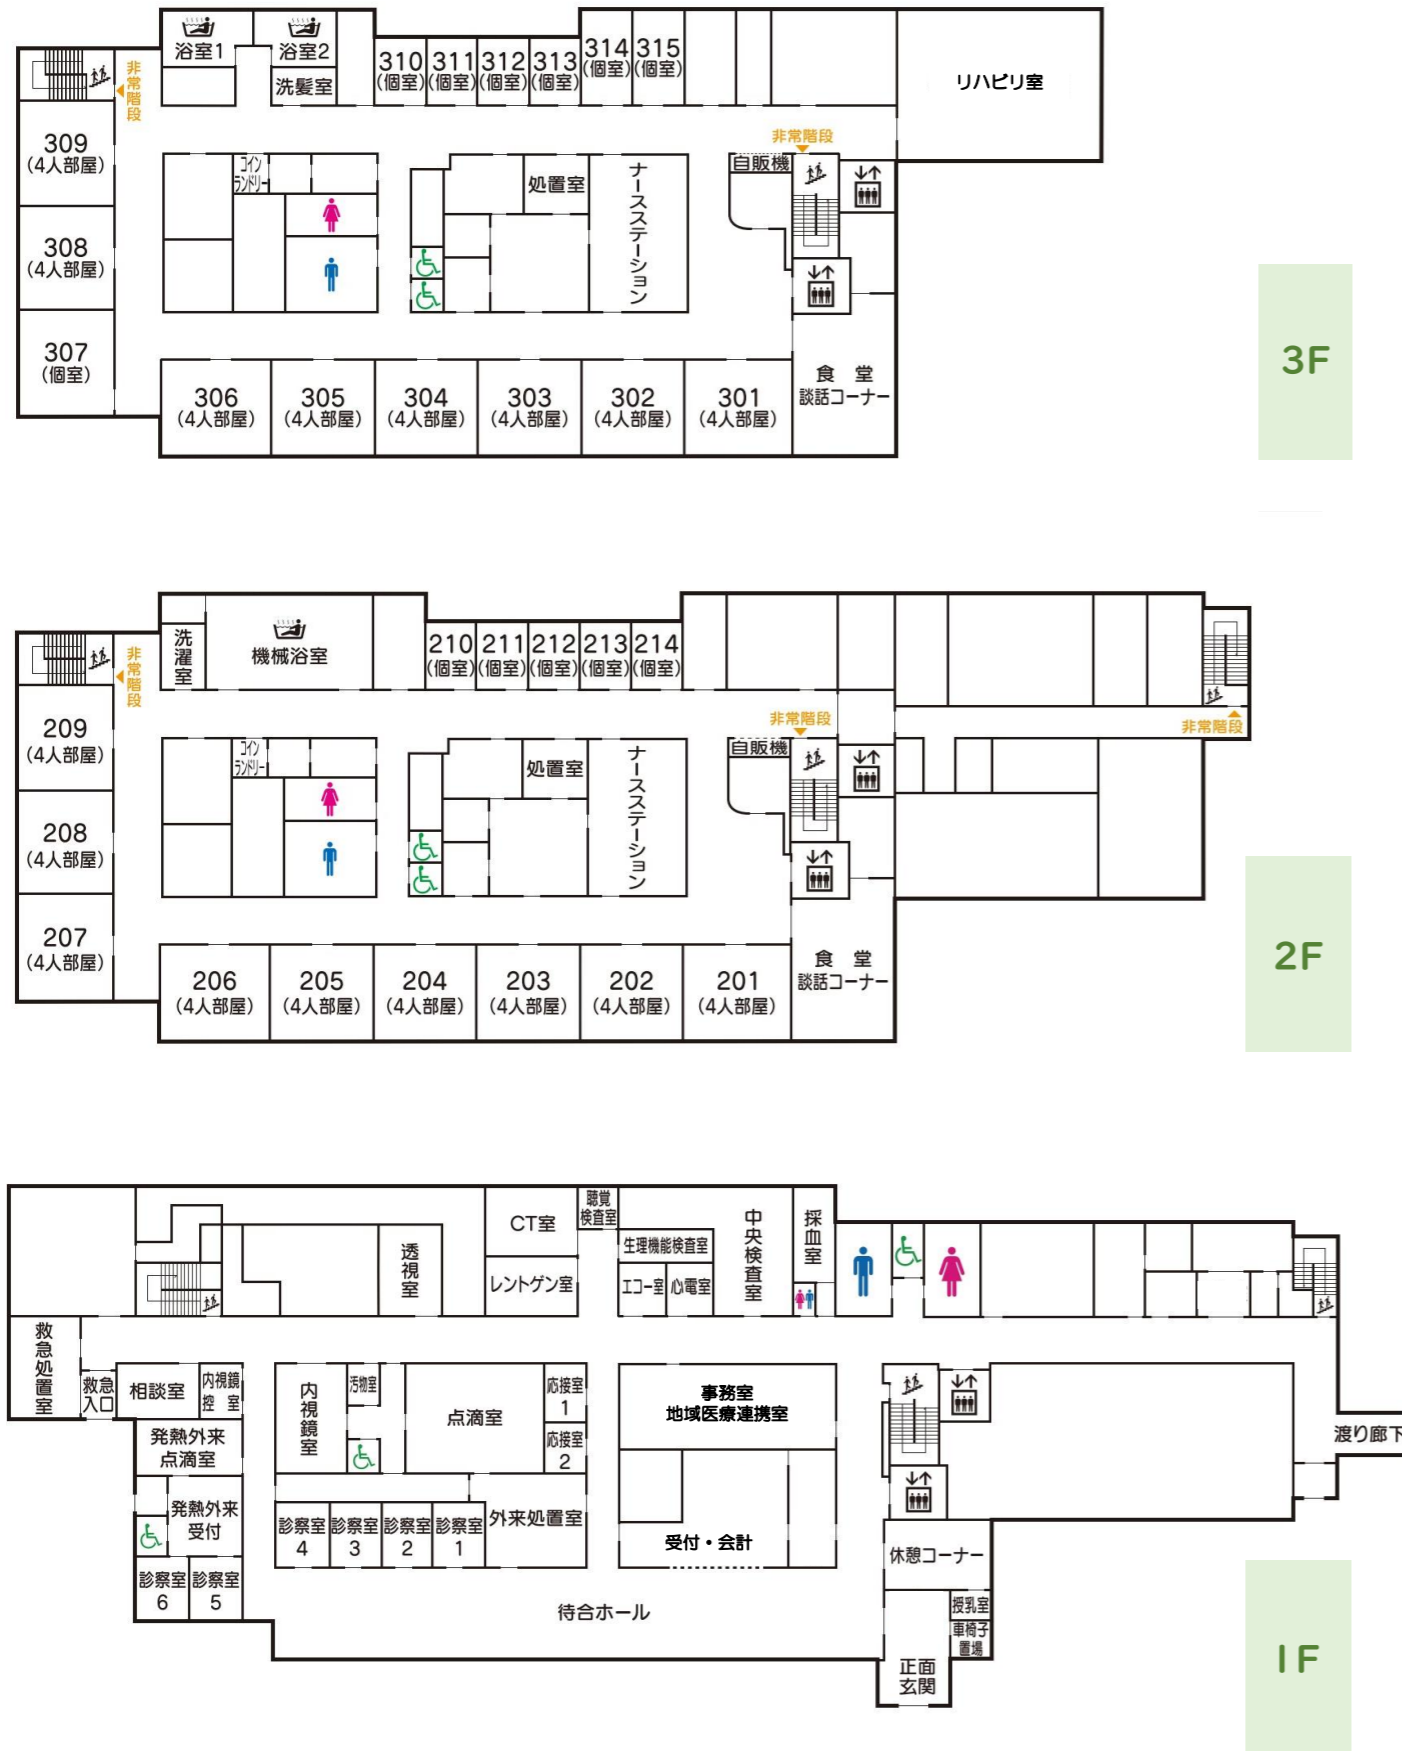 浴室1
浴室2
洗髪室
310
(個室)
311
(個室)
312
(個室)
313
(個室)
314
(個室)
315
(個室)
リハビリ室
非常階段
309
(4人部屋)
308
(4人部屋)
307
(個室)
コイン
ランドリー
処置室
ナースステーション
非常階段
自販機
306
(4人部屋)
305
(4人部屋)
304
(4人部屋)
303
(4人部屋)
302
(4人部屋)
301
(4人部屋)
食 堂
談話コーナー
3F
洗濯室
機械浴室
210
(個室)
211
(個室)
212
(個室)
213
(個室)
214
(個室)
非常階段
209
(4人部屋)
208
(4人部屋)
207
(4人部屋)
コイン
ランドリー
処置室
ナースステーション
非常階段
自販機
非常階段
206
(4人部屋)
205
(4人部屋)
204
(4人部屋)
203
(4人部屋)
202
(4人部屋)
201
(4人部屋)
食 堂
談話コーナー
2F
透視室
CT室
レントゲン室
聴覚
検査室
生理機能検査室
エコー室
心電室
中央検査室
採血室
救急処置室
救急
入口
相談室
内視鏡
控 室
発熱外来
点滴室
発熱外来
受付
診察室
6
診察室
5
内視鏡室
汚物室
点滴室
応接室
1
応接室
2
診察室
4
診察室
3
診察室
2
診察室
1
外来処置室
事務室
地域医療連携室
受付・会計
待合ホール
休憩コーナー
授乳室
車椅子
置場
正面
玄関
渡り廊下
1F